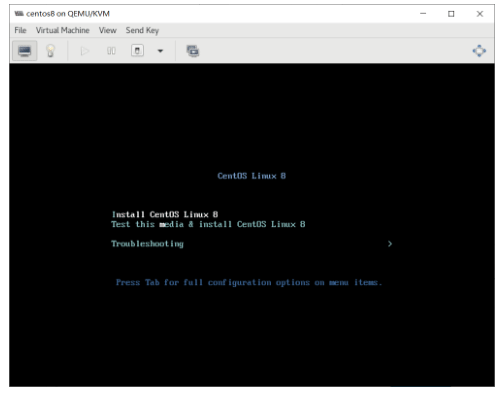 centos8 on QEMU/KVM
File Virtual Machine View Send Key
CentOS Linux 8
Install CentOS Linux 8
Test this media & install CentOS Linux 8
Troubleshooting >
Press Tab for full configuration options on menu items.